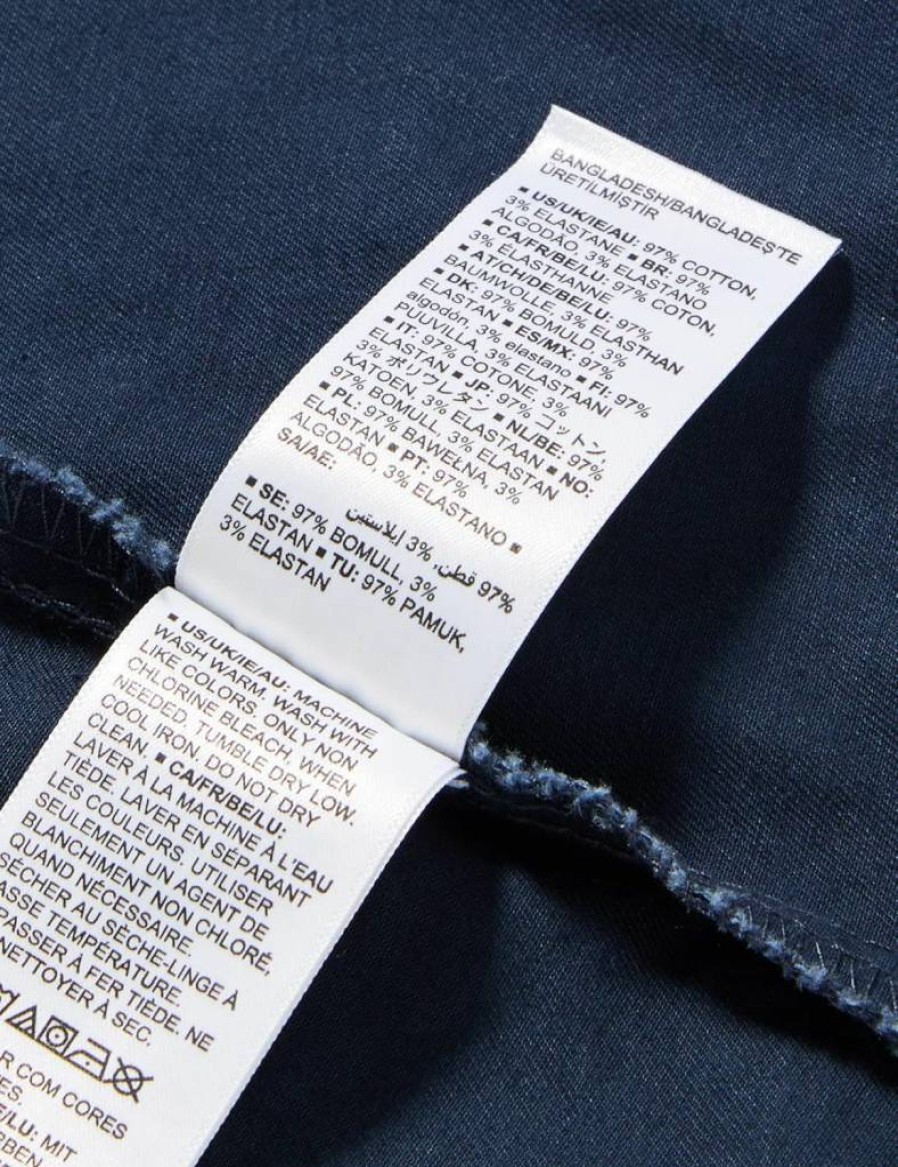 BANGLADESH/BANGLADEŞ'TE
ÜRETİLMİŞTİR
▪ US/UK/IE/AU: 97% COTTON,
3% ELASTANE ▪ BR: 97%
ALGODÃO, 3% ELASTANO
▪ CA/FR/BE/LU: 97% COTON,
3% ÉLASTHANNE
▪ AT/CH/DE/BE/LU: 97%
BAUMWOLLE, 3% ELASTHAN
▪ DK: 97% BOMULD, 3%
ELASTAN ▪ ES/MX: 97%
algodón, 3% elastano ▪ FI: 97%
PUUVILLA, 3% ELASTAANI
▪ IT: 97% COTONE, 3%
ELASTAN ▪ JP: 97% コットン,
3% ポリウレタン ▪ NL/BE: 97%
KATOEN, 3% ELASTAAN ▪ NO:
97% BOMULL, 3% ELASTAN
▪ PL: 97% BAWEŁNA, 3%
ELASTAN ▪ PT: 97%
ALGODÃO, 3% ELASTANO ▪
SA/AE:
97% قطن, 3% إيلاستين
▪ SE: 97% BOMULL, 3%
ELASTAN ▪ TU: 97% PAMUK,
3% ELASTAN
▪ US/UK/IE/AU: MACHINE
WASH WARM. WASH WITH
LIKE COLORS. ONLY NON
CHLORINE BLEACH, WHEN
NEEDED. TUMBLE DRY LOW.
COOL IRON. DO NOT DRY
CLEAN. ▪ CA/FR/BE/LU:
LAVER À LA MACHINE À L'EAU
TIÈDE. LAVER EN SÉPARANT
LES COULEURS. UTILISER
SEULEMENT UN AGENT DE
BLANCHIMENT NON CHLORÉ,
QUAND NÉCESSAIRE.
SÉCHER AU SÈCHE-LINGE À
ASSE TEMPÉRATURE.
PASSER À FER TIÈDE. NE
NETTOYER À SEC.
R COM CORES
ES.
/LU: MIT
RBEN